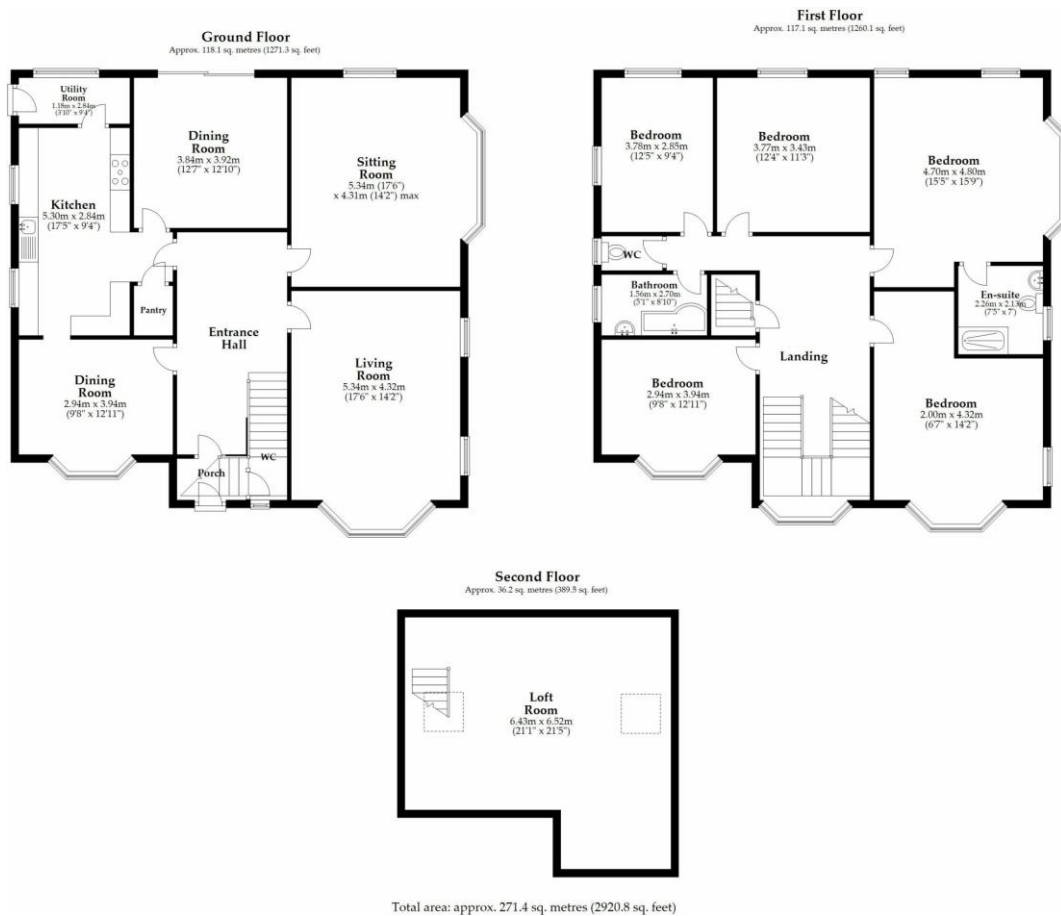 Ground Floor
Approx. 118.1 sq. metres (1271.3 sq. feet)
Utility
Room
1.18m x 2.84m
(3'10" x 9'4")
Dining
Room
3.84m x 3.92m
(12'7" x 12'10")
Sitting
Room
5.34m (17'6")
x 4.31m (14'2") max
Kitchen
5.30m x 2.84m
(17'5" x 9'4")
Pantry
Entrance
Hall
Dining
Room
2.94m x 3.94m
(9'8" x 12'11")
Living
Room
5.34m x 4.32m
(17'6" x 14'2")
Porch
WC
First Floor
Approx. 117.1 sq. metres (1260.1 sq. feet)
Bedroom
3.78m x 2.85m
(12'5" x 9'4")
Bedroom
3.77m x 3.43m
(12'4" x 11'3")
Bedroom
4.70m x 4.80m
(15'5" x 15'9")
WC
Bathroom
1.56m x 2.70m
(5'1" x 8'10")
En-suite
2.26m x 2.13m
(7'5" x 7')
Landing
Bedroom
2.94m x 3.94m
(9'8" x 12'11")
Bedroom
2.00m x 4.32m
(6'7" x 14'2")
Second Floor
Approx. 36.2 sq. metres (389.5 sq. feet)
Loft
Room
6.43m x 6.52m
(21'1" x 21'5")
Total area: approx. 271.4 sq. metres (2920.8 sq. feet)